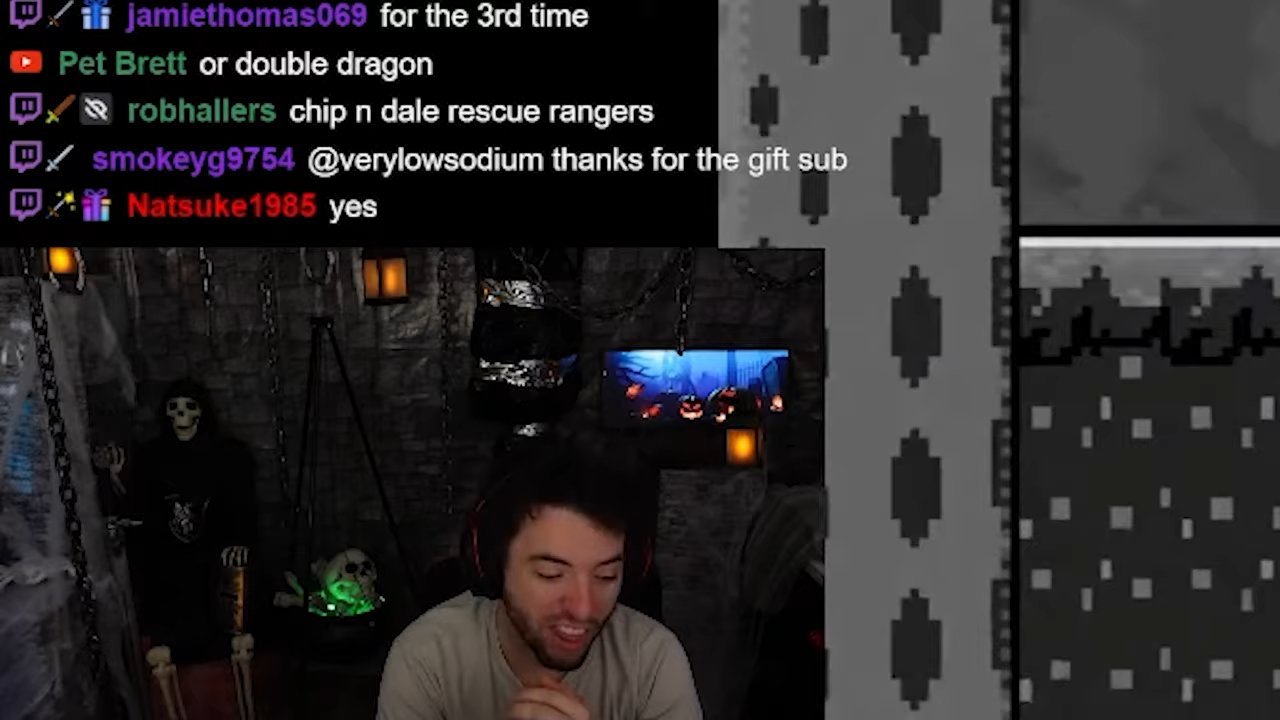 jamiethomas069 for the 3rd time
Pet Brett or double dragon
robhallers chip n dale rescue rangers
smokeyg9754 @verylowsodium thanks for the gift sub
Natsuke1985 yes